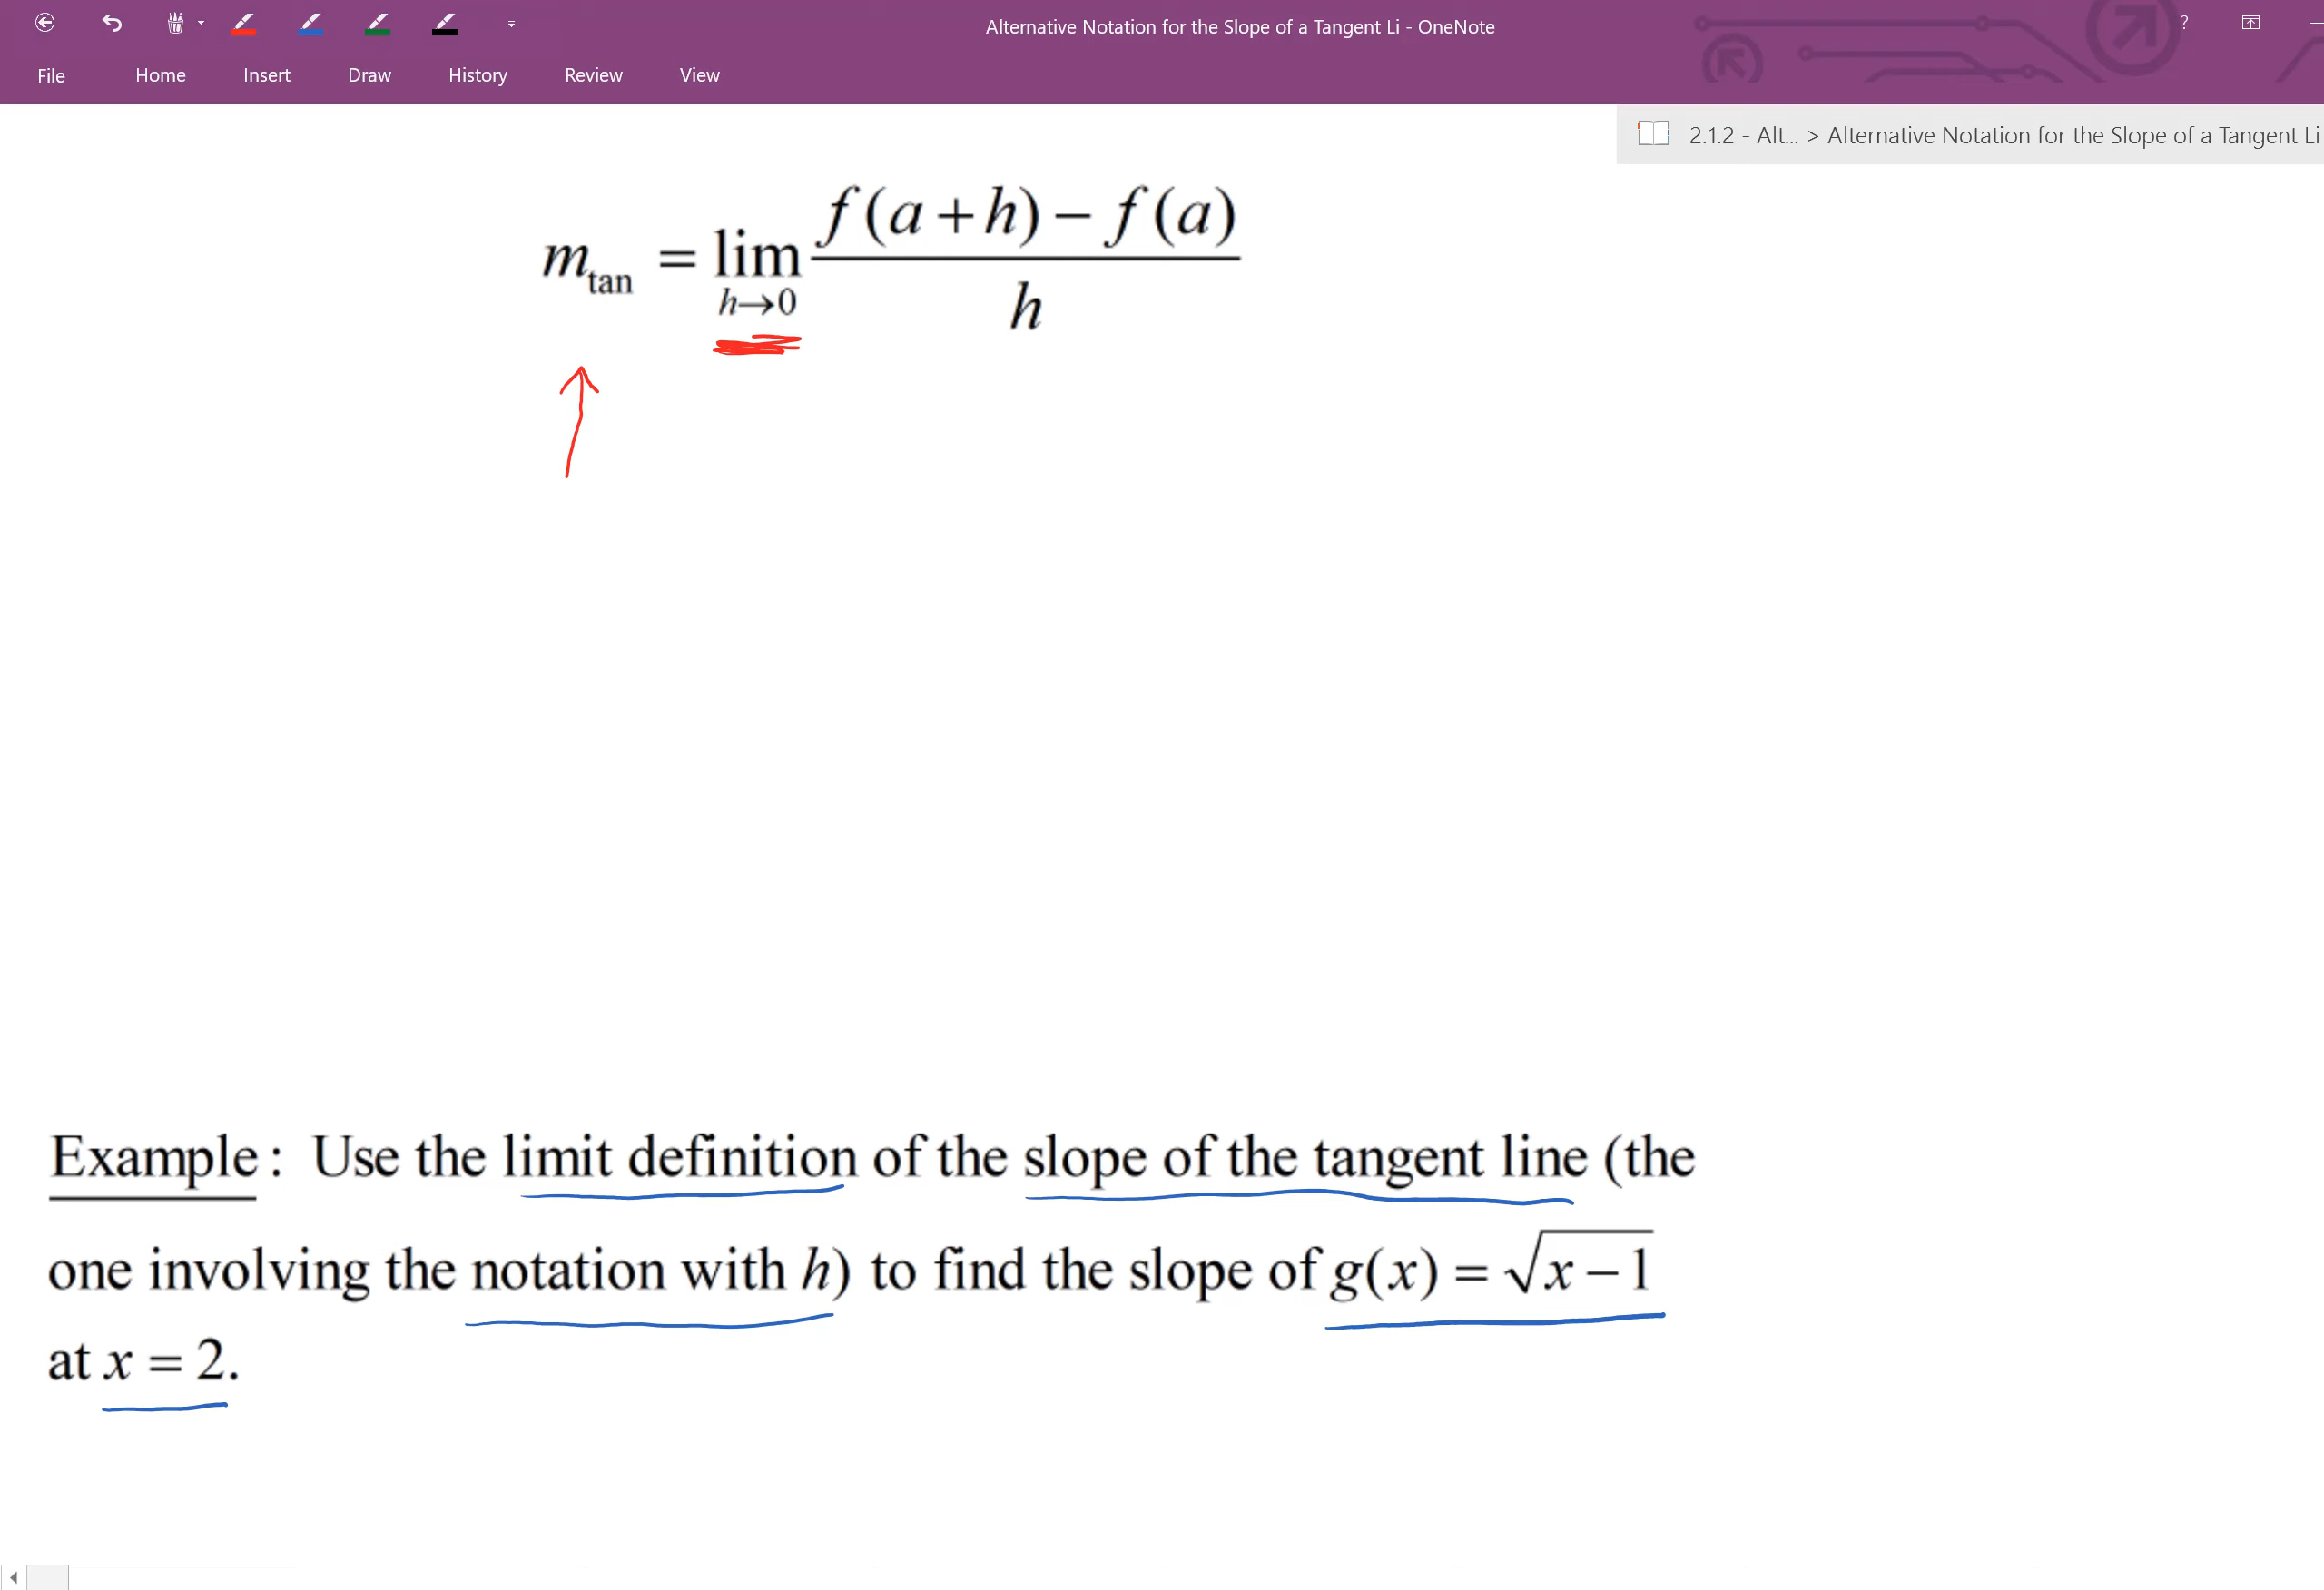 Alternative Notation for the Slope of a Tangent Li - OneNote
?
File Home Insert Draw History Review View
2.1.2 - Alt... > Alternative Notation for the Slope of a Tangent Li
m_tan = lim_{h→0} (f(a+h) − f(a)) / h
Example: Use the limit definition of the slope of the tangent line (the
one involving the notation with h) to find the slope of g(x) = √(x − 1)
at x = 2.